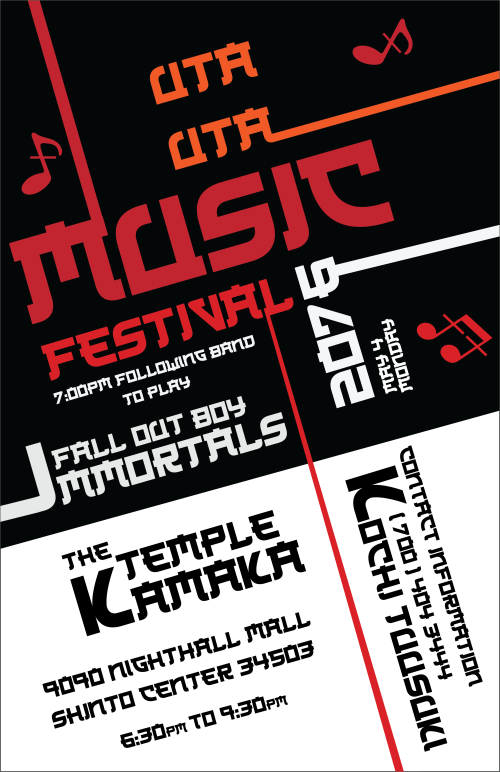 UTA
UTA
MUSIC
FESTIVAL
7:00PM FOLLOWING BAND
TO PLAY
2076
MAY 4
MONDAY
FALL OUT BOY
IMMORTALS
THE TEMPLE
KAMAKA
9090 NIGHTHALL MALL
SHINTO CENTER 34503
6:30PM TO 9:30PM
CONTACT INFORMATION
(700) 404 3444
KOCHI TODOSKI